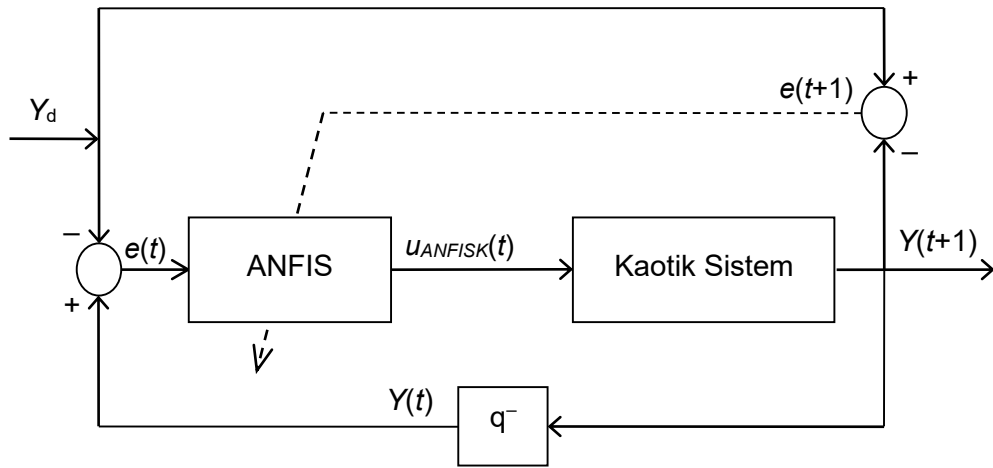 e(t+1)
+
Y_d
−
−
e(t)
ANFIS
u_ANFISK(t)
Kaotik Sistem
Y(t+1)
+
Y(t)
q⁻